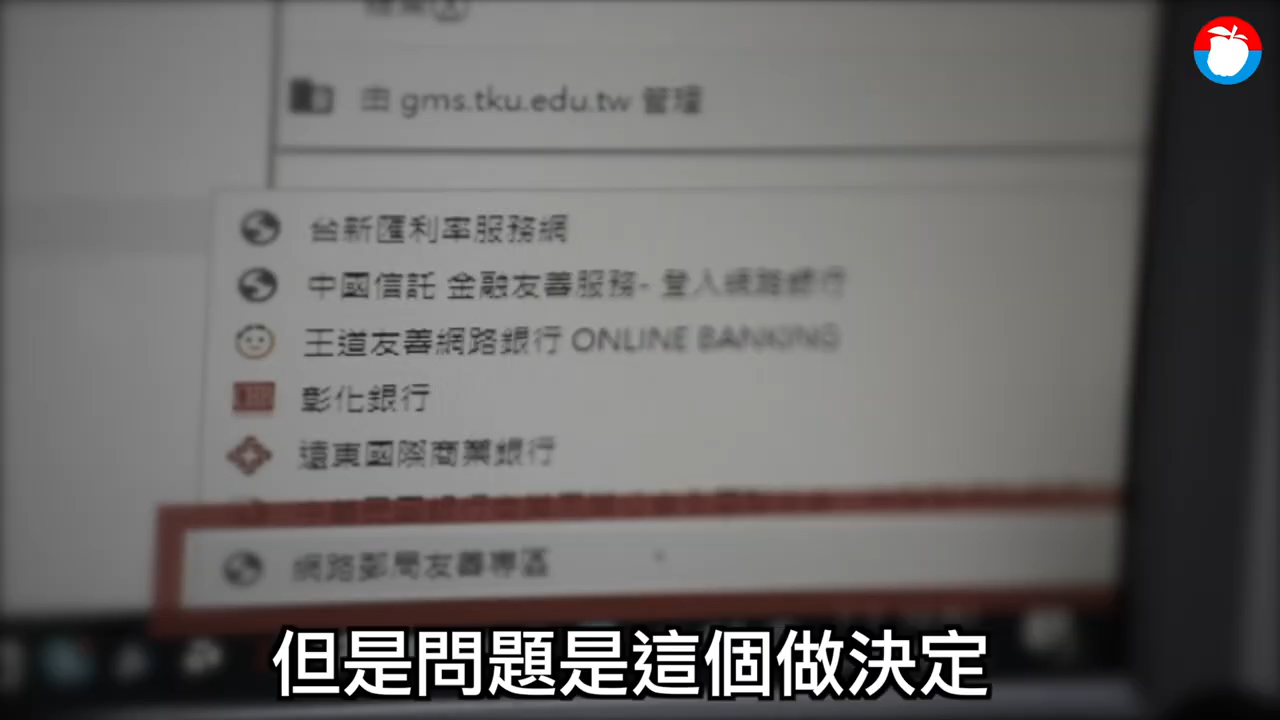 由 gms.tku.edu.tw 管理
台新匯利率服務網
中國信託 金融友善服務- 登入網路銀行
王道友善網路銀行 ONLINE BANKING
彰化銀行
遠東國際商業銀行
網路郵局友善專區
但是問題是這個做決定